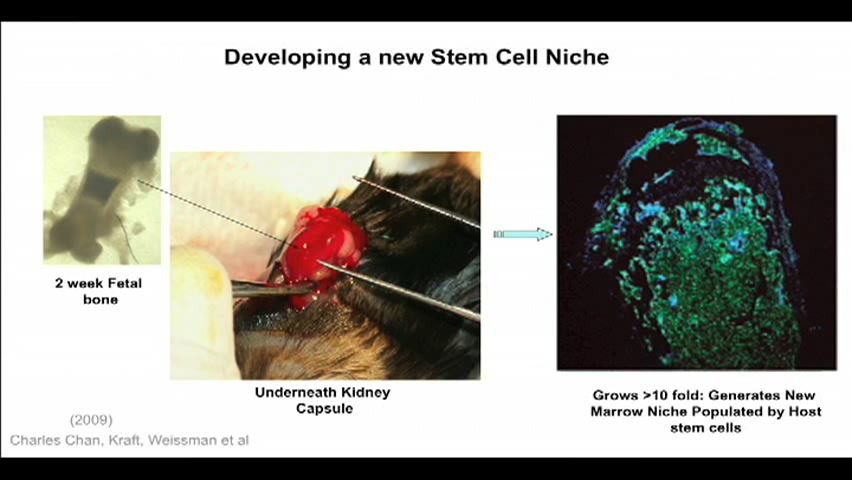 Developing a new Stem Cell Niche
2 week Fetal
bone
Underneath Kidney
Capsule
Grows >10 fold: Generates New
Marrow Niche Populated by Host
stem cells
(2009)
Charles Chan, Kraft, Weissman et al